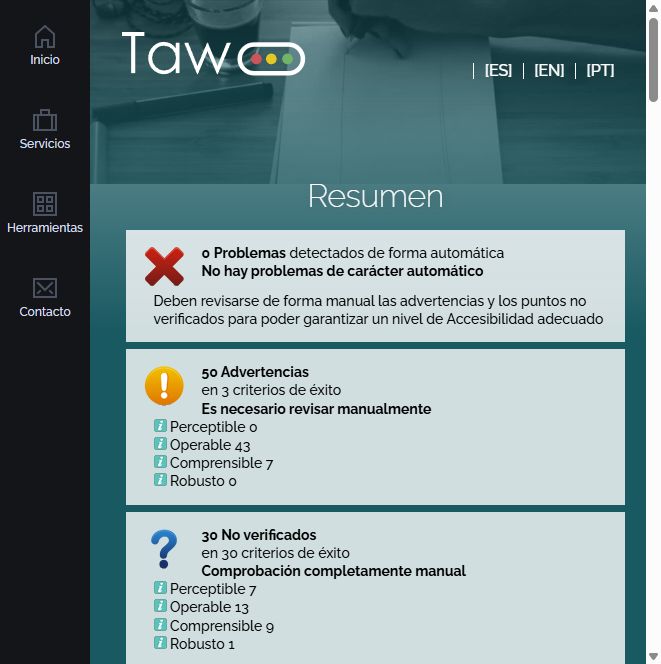 Inicio
Servicios
Herramientas
Contacto
Taw
[ES] [EN] [PT]
Resumen
0 Problemas detectados de forma automática
No hay problemas de carácter automático
Deben revisarse de forma manual las advertencias y los puntos no
verificados para poder garantizar un nivel de Accesibilidad adecuado
50 Advertencias
en 3 criterios de éxito
Es necesario revisar manualmente
Perceptible 0
Operable 43
Comprensible 7
Robusto 0
30 No verificados
en 30 criterios de éxito
Comprobación completamente manual
Perceptible 7
Operable 13
Comprensible 9
Robusto 1